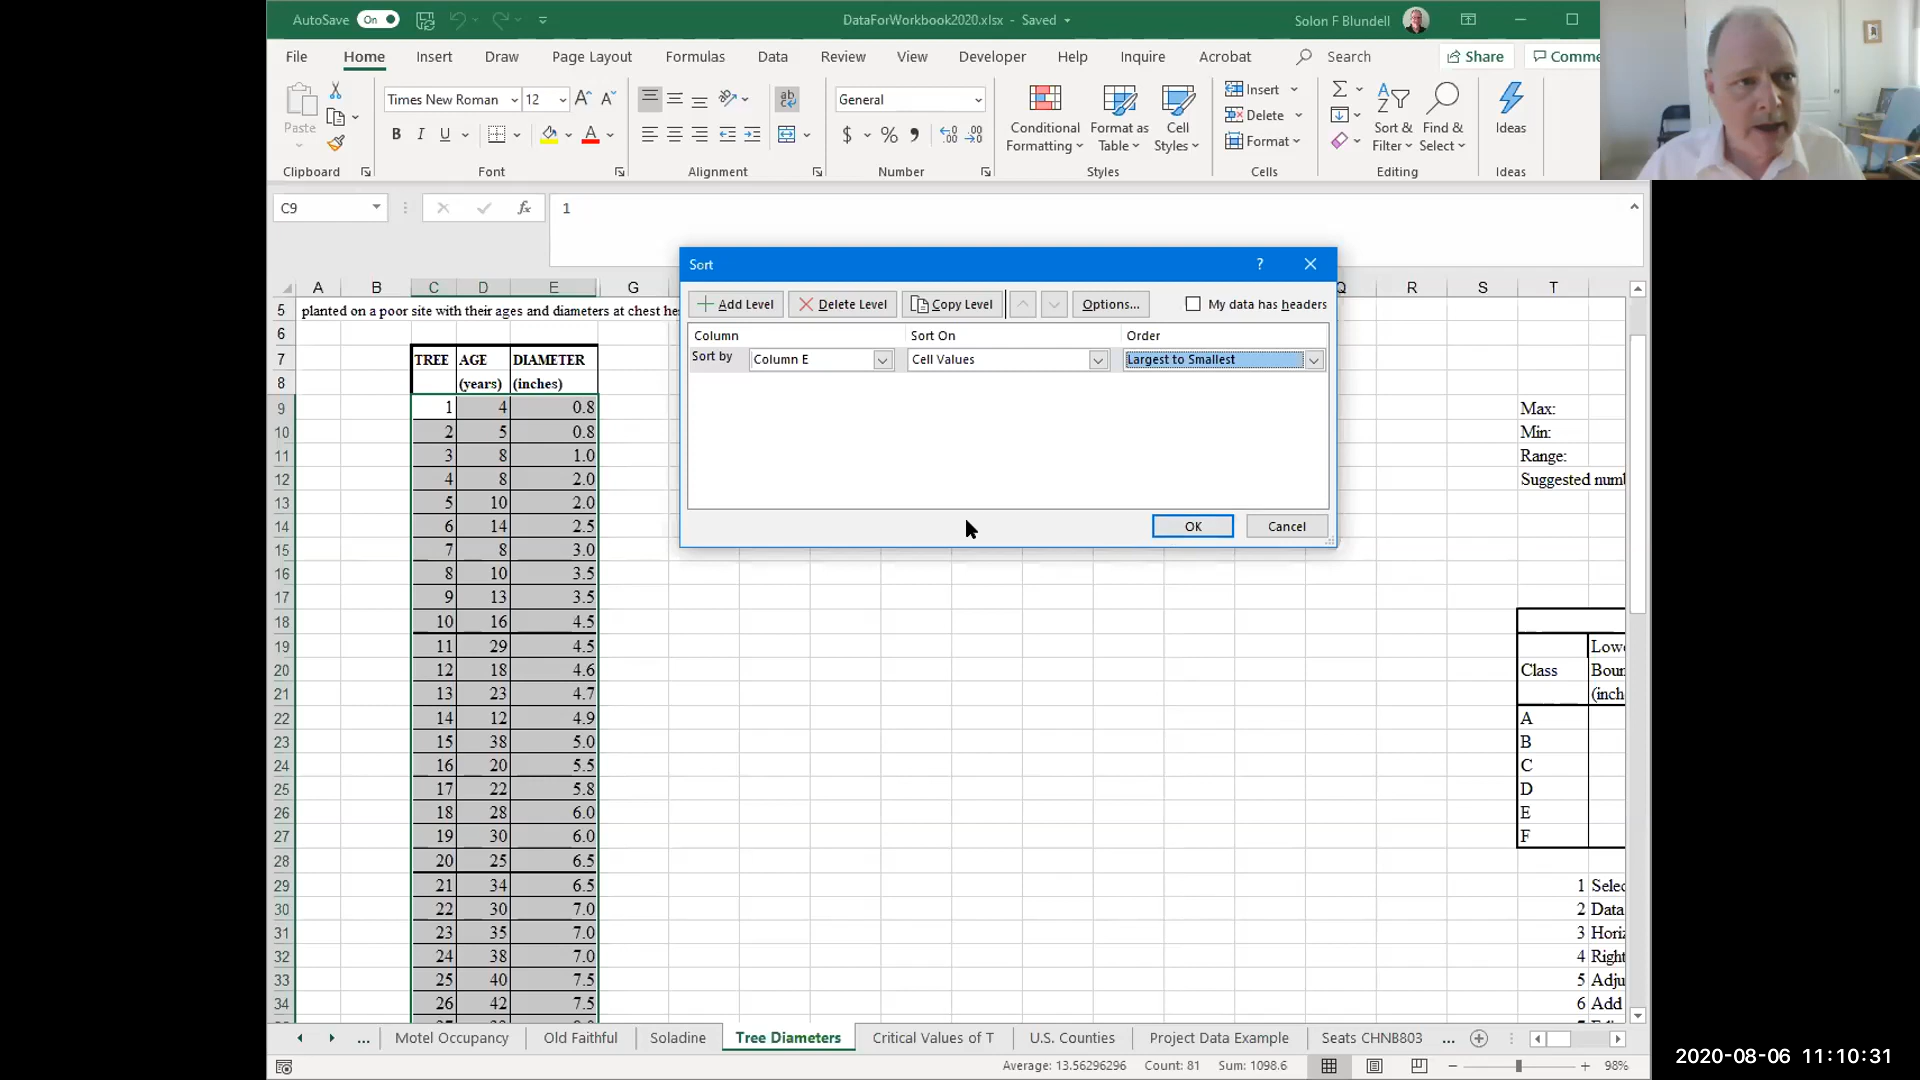 AutoSave On DataForWorkbook2020.xlsx - Saved Solon F Blundell
File Home Insert Draw Page Layout Formulas Data Review View Developer Help Inquire Acrobat Search Share Comme
Times New Roman 12 General Insert
Paste B I U $ % Conditional Formatting Format as Table Cell Styles Delete Sort & Filter Find & Select Ideas
Format
Clipboard Font Alignment Number Styles Cells Editing Ideas
C9 fx 1
Sort ?
Add Level Delete Level Copy Level Options... My data has headers
Column Sort On Order
Sort by Column E Cell Values Largest to Smallest
OK Cancel
A B C D E G Q R S T
5 planted on a poor site with their ages and diameters at chest he
6
7 TREE AGE DIAMETER
8 (years) (inches)
9 1 4 0.8 Max:
10 2 5 0.8 Min:
11 3 8 1.0 Range:
12 4 8 2.0 Suggested num
13 5 10 2.0
14 6 14 2.5
15 7 8 3.0
16 8 10 3.5
17 9 13 3.5
18 10 16 4.5
19 11 29 4.5 Lowe
20 12 18 4.6 Class Boun
21 13 23 4.7 (inch
22 14 12 4.9 A
23 15 38 5.0 B
24 16 20 5.5 C
25 17 22 5.8 D
26 18 28 6.0 E
27 19 30 6.0 F
28 20 25 6.5
29 21 34 6.5 1 Selec
30 22 30 7.0 2 Data
31 23 35 7.0 3 Horiz
32 24 38 7.0 4 Right
33 25 40 7.5 5 Adju
34 26 42 7.5 6 Add
... Motel Occupancy Old Faithful Soladine Tree Diameters Critical Values of T U.S. Counties Project Data Example Seats CHNB803 ...
Average: 13.56296296 Count: 81 Sum: 1098.6 98%
2020-08-06 11:10:31